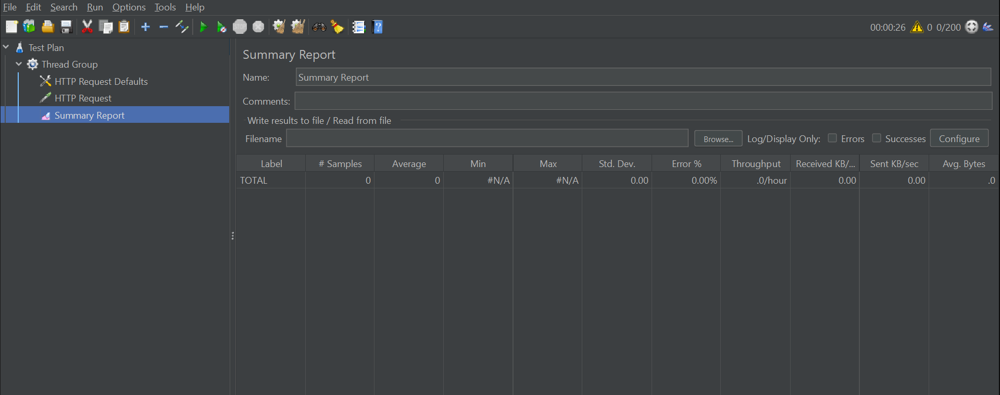 File Edit Search Run Options Tools Help
STOP 00:00:26 0 0/200
Test Plan
Thread Group
HTTP Request Defaults
HTTP Request
Summary Report
Summary Report
Name: Summary Report
Comments:
Write results to file / Read from file
Filename Browse... Log/Display Only: Errors Successes Configure
Label # Samples Average Min Max Std. Dev. Error % Throughput Received KB/... Sent KB/sec Avg. Bytes
TOTAL 0 0 #N/A #N/A 0.00 0.00% .0/hour 0.00 0.00 .0